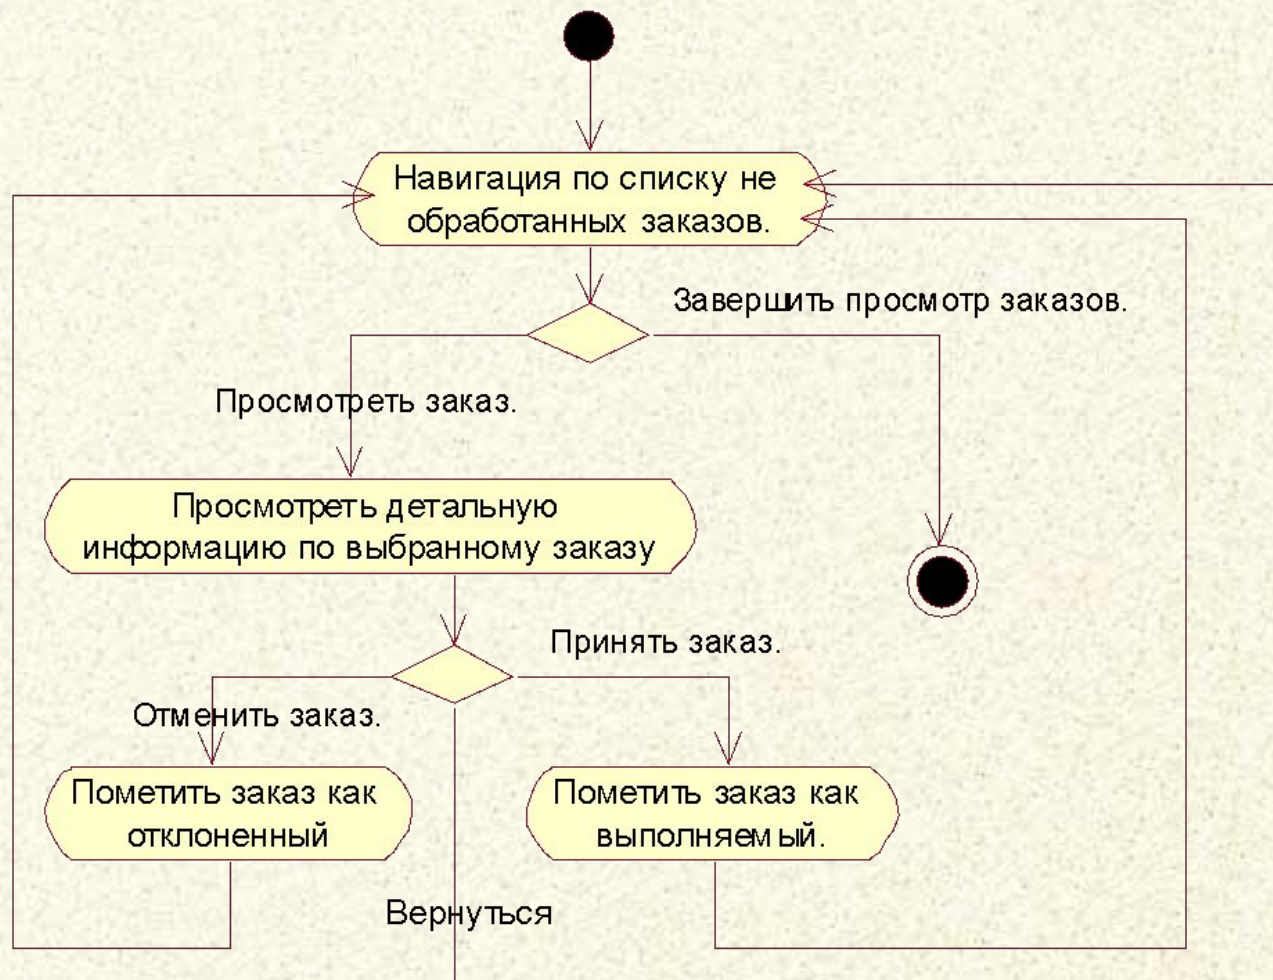 Навигация по списку не
обработанных заказов.
Завершить просмотр заказов.
Просмотреть заказ.
Просмотреть детальную
информацию по выбранному заказу
Принять заказ.
Отменить заказ.
Пометить заказ как
отклоненный
Пометить заказ как
выполняемый.
Вернуться